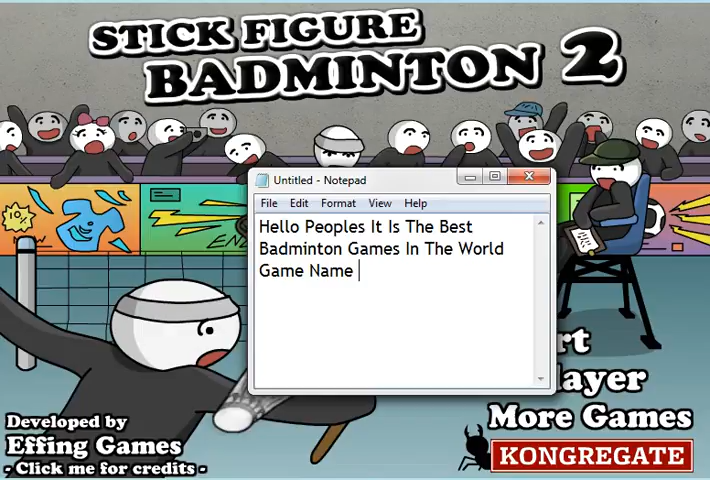 STICK FIGURE
BADMINTON 2
Untitled - Notepad
File Edit Format View Help
Hello Peoples It Is The Best
Badminton Games In The World
Game Name
10%
rt
layer
More Games
KONGREGATE
Developed by
Effing Games
- Click me for credits -